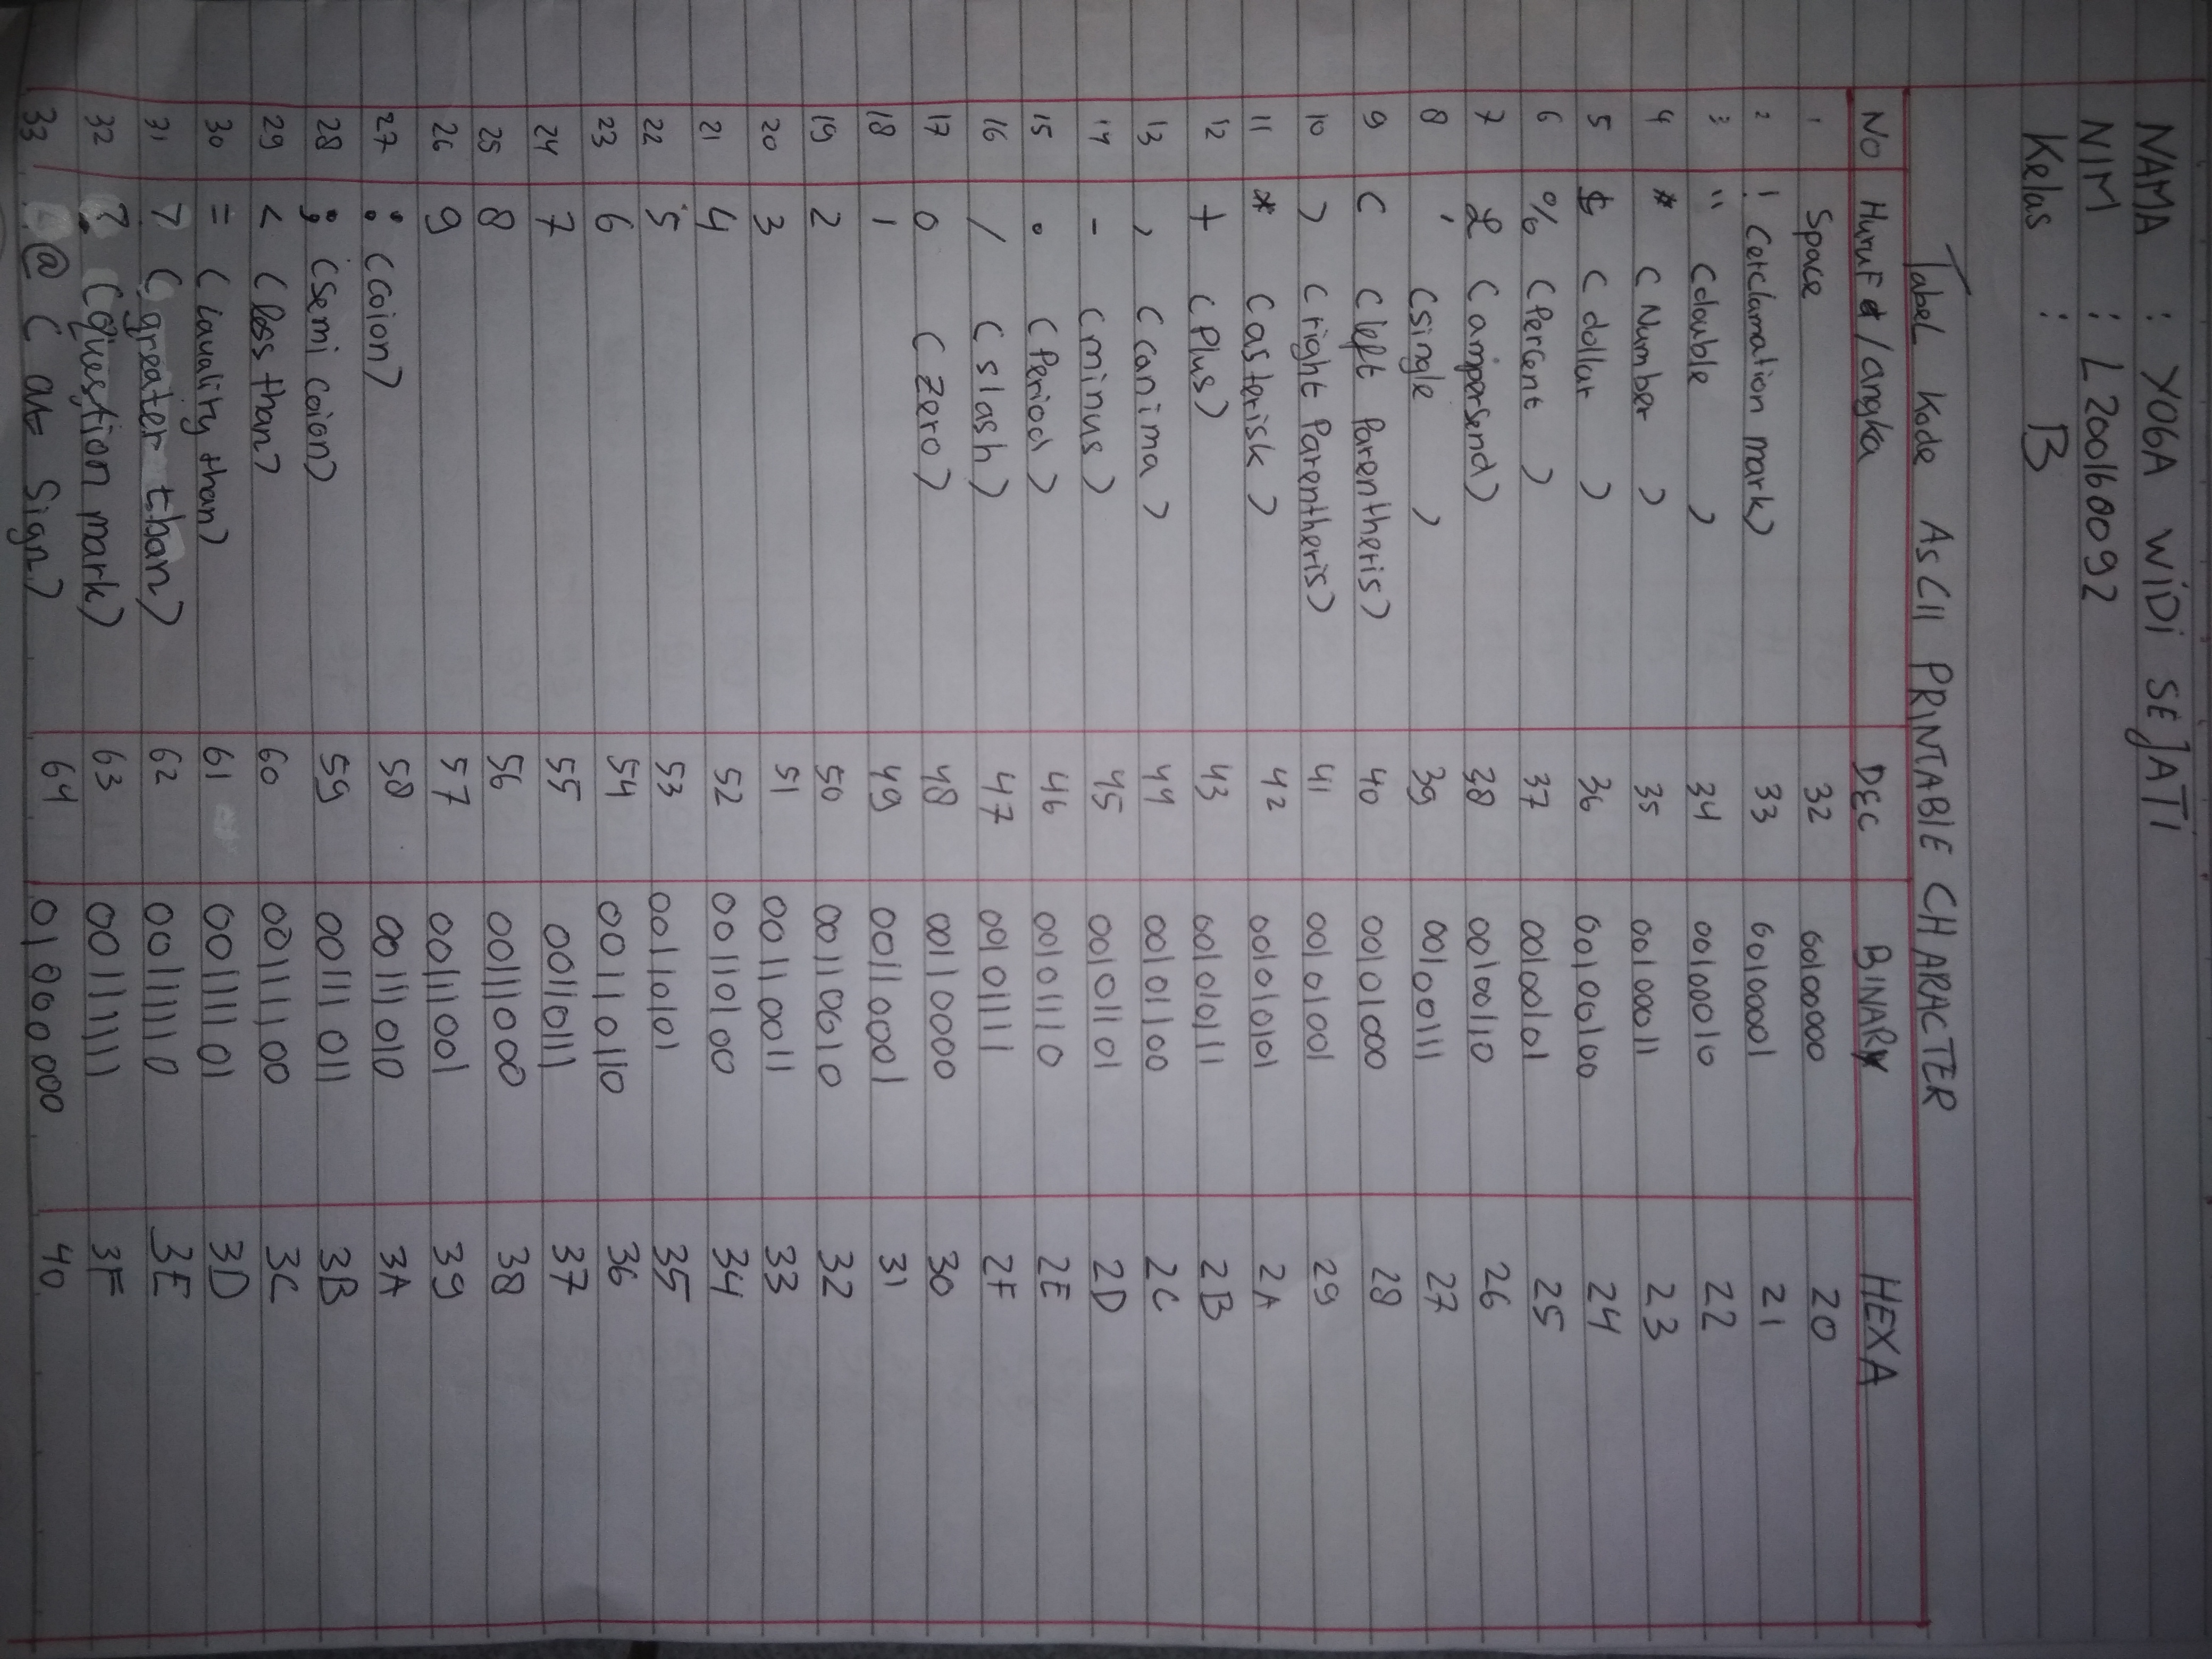 NAMA : YOGA WIDI SEJATI
NIM : L200160092
Kelas : B
Tabel Kode ASCII PRINTABLE CHARACTER
NO Huruf / angka DEC BINARY HEXA
1 Space 32 00100000 20
2 ! (etclamation mark) 33 00100001 21
3 " (double ) 34 00100010 22
4 # (Number ) 35 00100011 23
5 $ (dollar ) 36 00100100 24
6 % (Percent ) 37 00100101 25
7 & (ampersend) 38 00100110 26
8 ' (single ) 39 00100111 27
9 ( (left Parentheris) 40 00101000 28
10 ) (right Parentheris) 41 00101001 29
11 * (asterisk) 42 001010101 2A
12 + (Plus) 43 001010111 2B
13 , (canima) 44 00101100 2C
14 - (minus) 45 00101101 2D
15 . (Period) 46 00101110 2E
16 / (slash) 47 00101111 2F
17 0 (Zero) 48 00110000 30
18 1 49 00110001 31
19 2 50 00110010 32
20 3 51 00110011 33
21 4 52 00110100 34
22 5 53 00110101 35
23 6 54 00110110 36
24 7 55 00110111 37
25 8 56 00111000 38
26 9 57 00111001 39
27 : (coion) 58 00111010 3A
28 ; (semi coion) 59 00111011 3B
29 < (less than) 60 00111100 3C
30 = (iauality than) 61 00111101 3D
31 > (greater than) 62 00111110 3E
32 ? (Question mark) 63 00111111 3F
33 @ (at Sign) 64 01000000 40